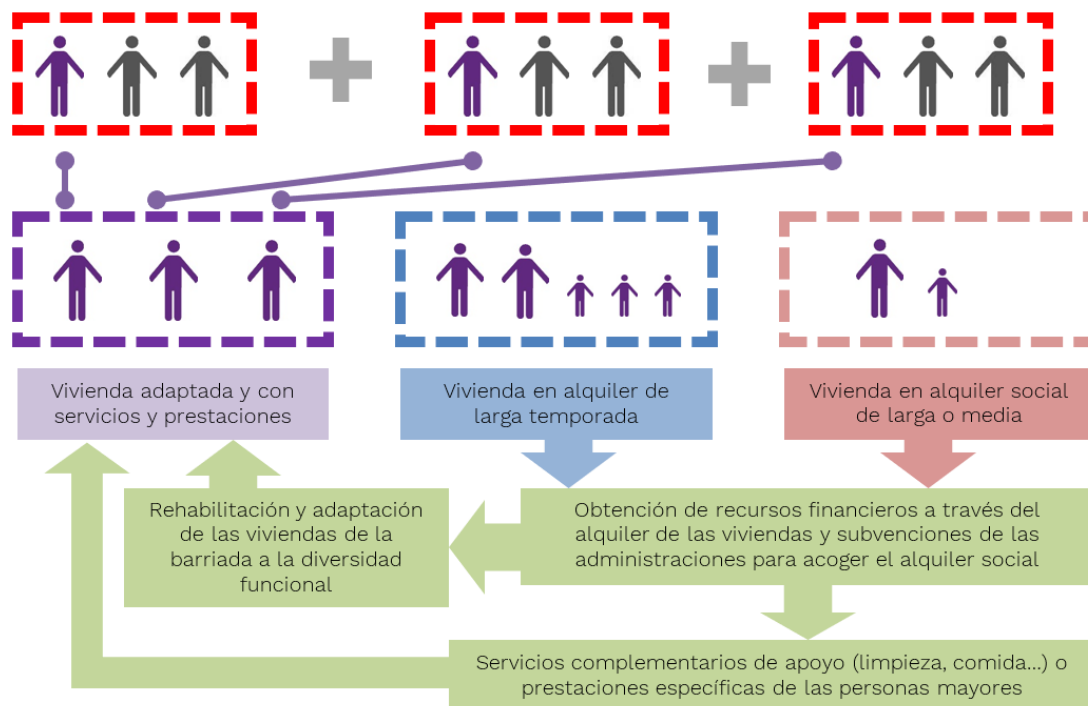 Vivienda adaptada y con
servicios y prestaciones
Vivienda en alquiler de
larga temporada
Vivienda en alquiler social
de larga o media
Rehabilitación y adaptación
de las viviendas de la
barriada a la diversidad
funcional
Obtención de recursos financieros a través del
alquiler de las viviendas y subvenciones de las
administraciones para acoger el alquiler social
Servicios complementarios de apoyo (limpieza, comida...) o
prestaciones específicas de las personas mayores